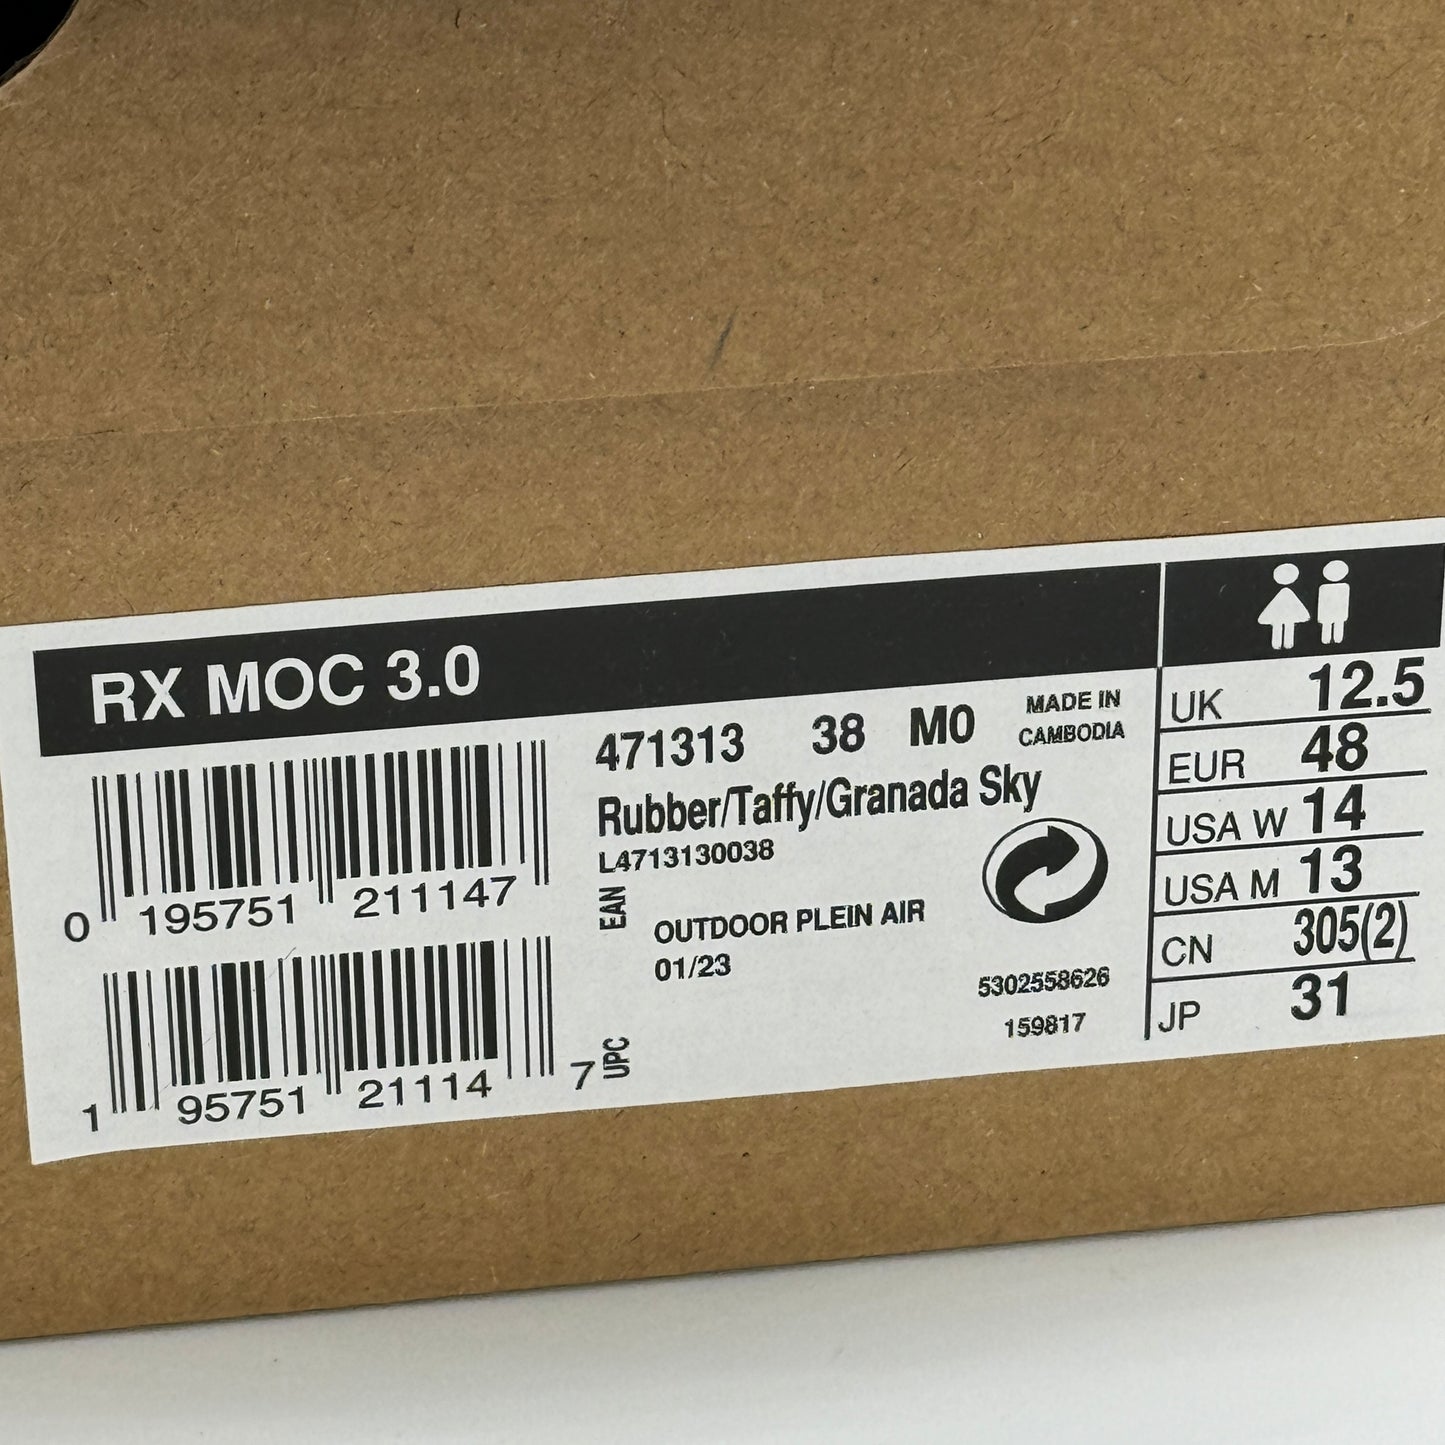 RX MOC 3.0
0 195751 211147
EAN
1 95751 21114 7
UPC
471313 38 M0
MADE IN
CAMBODIA
Rubber/Taffy/Granada Sky
L4713130038
OUTDOOR PLEIN AIR
01/23
5302558626
159817
UK 12.5
EUR 48
USA W 14
USA M 13
CN 305(2)
JP 31